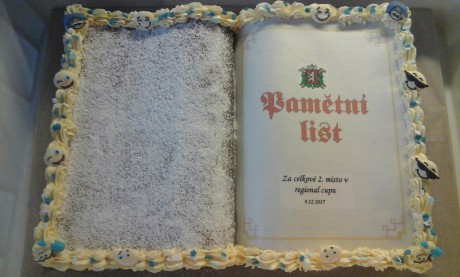 Pamětní
list
Za celkové 2. místo v
regional cupu
9.12.2017